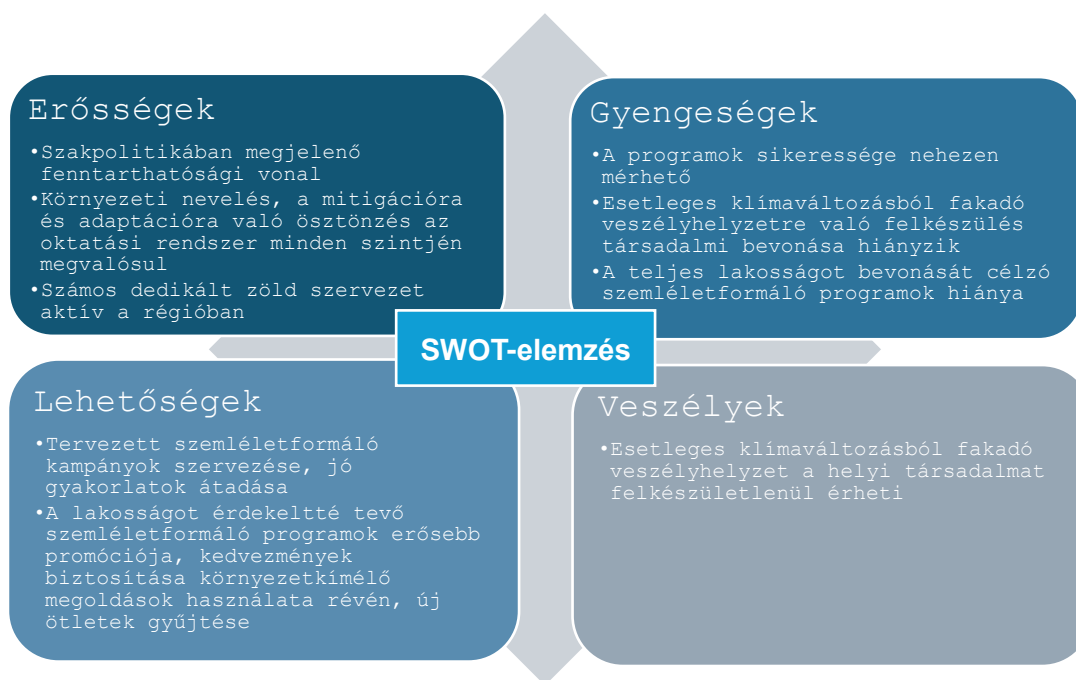 Erősségek
•Szakpolitikában megjelenő
fenntarthatósági vonal
•Környezeti nevelés, a mitigációra
és adaptációra való ösztönzés az
oktatási rendszer minden szintjén
megvalósul
•Számos dedikált zöld szervezet
aktív a régióban
Gyengeségek
•A programok sikeressége nehezen
mérhető
•Esetleges klímaváltozásból fakadó
veszélyhelyzetre való felkészülés
társadalmi bevonása hiányzik
•A teljes lakosságot bevonását célzó
szemléletformáló programok hiánya
SWOT-elemzés
Lehetőségek
•Tervezett szemléletformáló
kampányok szervezése, jó
gyakorlatok átadása
•A lakosságot érdekeltté tevő
szemléletformáló programok erősebb
promóciója, kedvezmények
biztosítása környezetkímélő
megoldások használata révén, új
ötletek gyűjtése
Veszélyek
•Esetleges klímaváltozásból fakadó
veszélyhelyzet a helyi társadalmat
felkészületlenül érheti